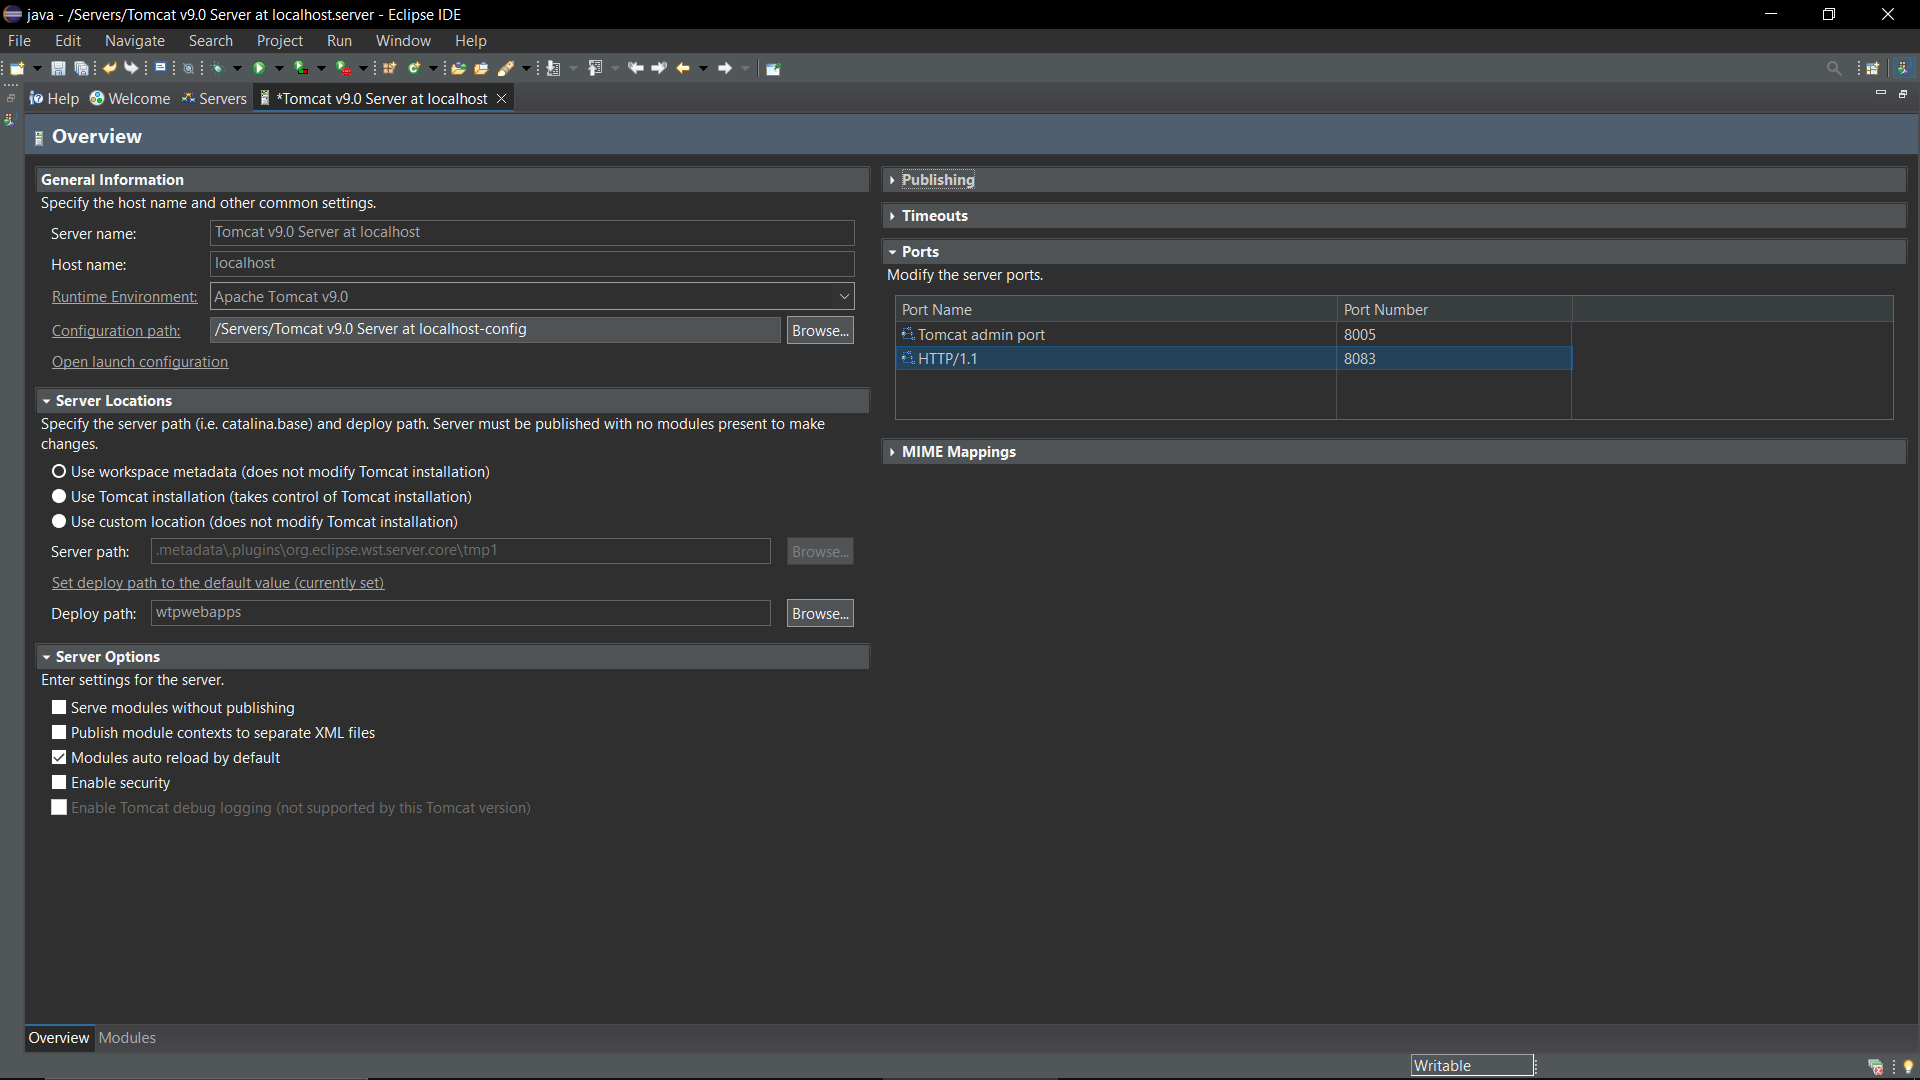 java - /Servers/Tomcat v9.0 Server at localhost.server - Eclipse IDE
File Edit Navigate Search Project Run Window Help
Help Welcome Servers *Tomcat v9.0 Server at localhost
Overview
General Information
Specify the host name and other common settings.
Server name: Tomcat v9.0 Server at localhost
Host name: localhost
Runtime Environment: Apache Tomcat v9.0
Configuration path: /Servers/Tomcat v9.0 Server at localhost-config Browse...
Open launch configuration
Server Locations
Specify the server path (i.e. catalina.base) and deploy path. Server must be published with no modules present to make
changes.
Use workspace metadata (does not modify Tomcat installation)
Use Tomcat installation (takes control of Tomcat installation)
Use custom location (does not modify Tomcat installation)
Server path: .metadata\.plugins\org.eclipse.wst.server.core\tmp1 Browse...
Set deploy path to the default value (currently set)
Deploy path: wtpwebapps Browse...
Server Options
Enter settings for the server.
Serve modules without publishing
Publish module contexts to separate XML files
Modules auto reload by default
Enable security
Enable Tomcat debug logging (not supported by this Tomcat version)
Publishing
Timeouts
Ports
Modify the server ports.
Port Name Port Number
Tomcat admin port 8005
HTTP/1.1 8083
MIME Mappings
Overview Modules
Writable